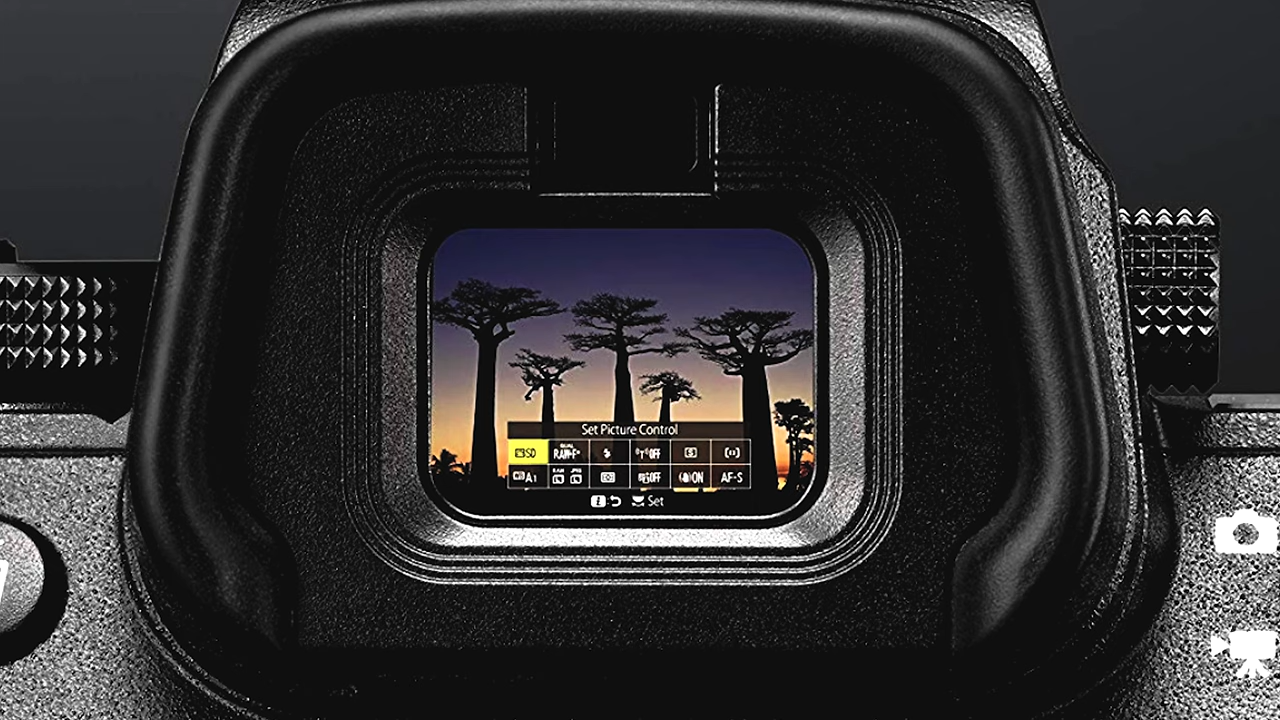 Set Picture Control
SD RAW+F OFF
A1 OFF ON AF-S
i Set